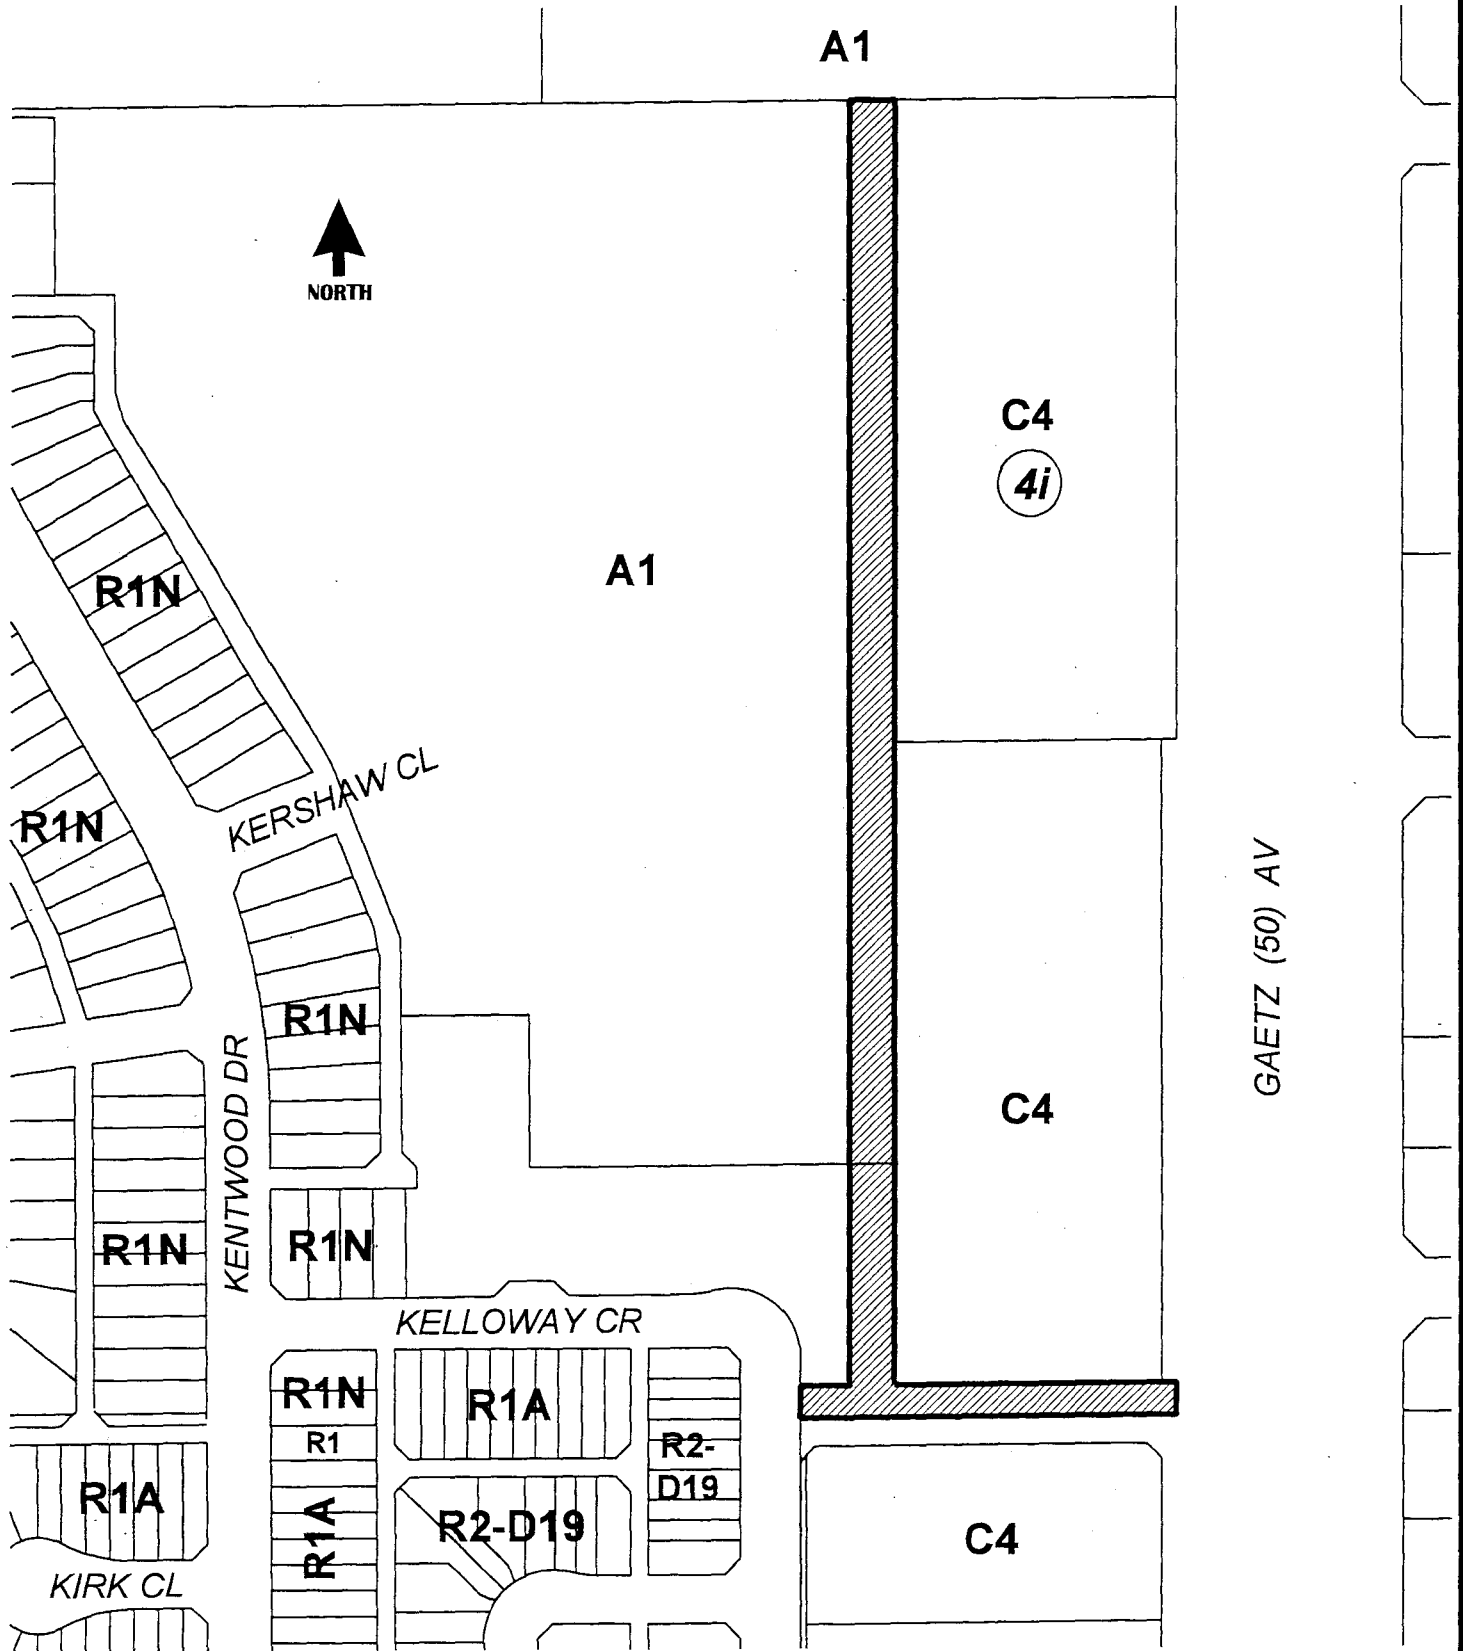 A1
NORTH
C4
4i
A1
R1N
KERSHAW CL
R1N
GAETZ (50) AV
R1N
KENTWOOD DR
C4
R1N
R1N
KELLOWAY CR
R1N
R1A
R1
R2-
D19
R1A
R1A
R2-D19
C4
KIRK CL